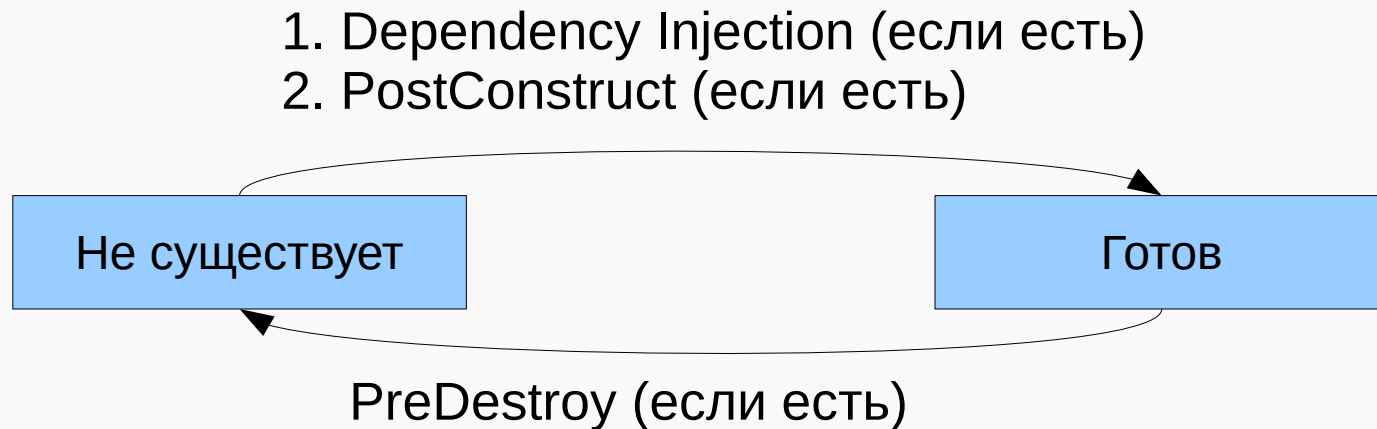 1. Dependency Injection (если есть)
2. PostConstruct (если есть)
Не существует
Готов
PreDestroy (если есть)